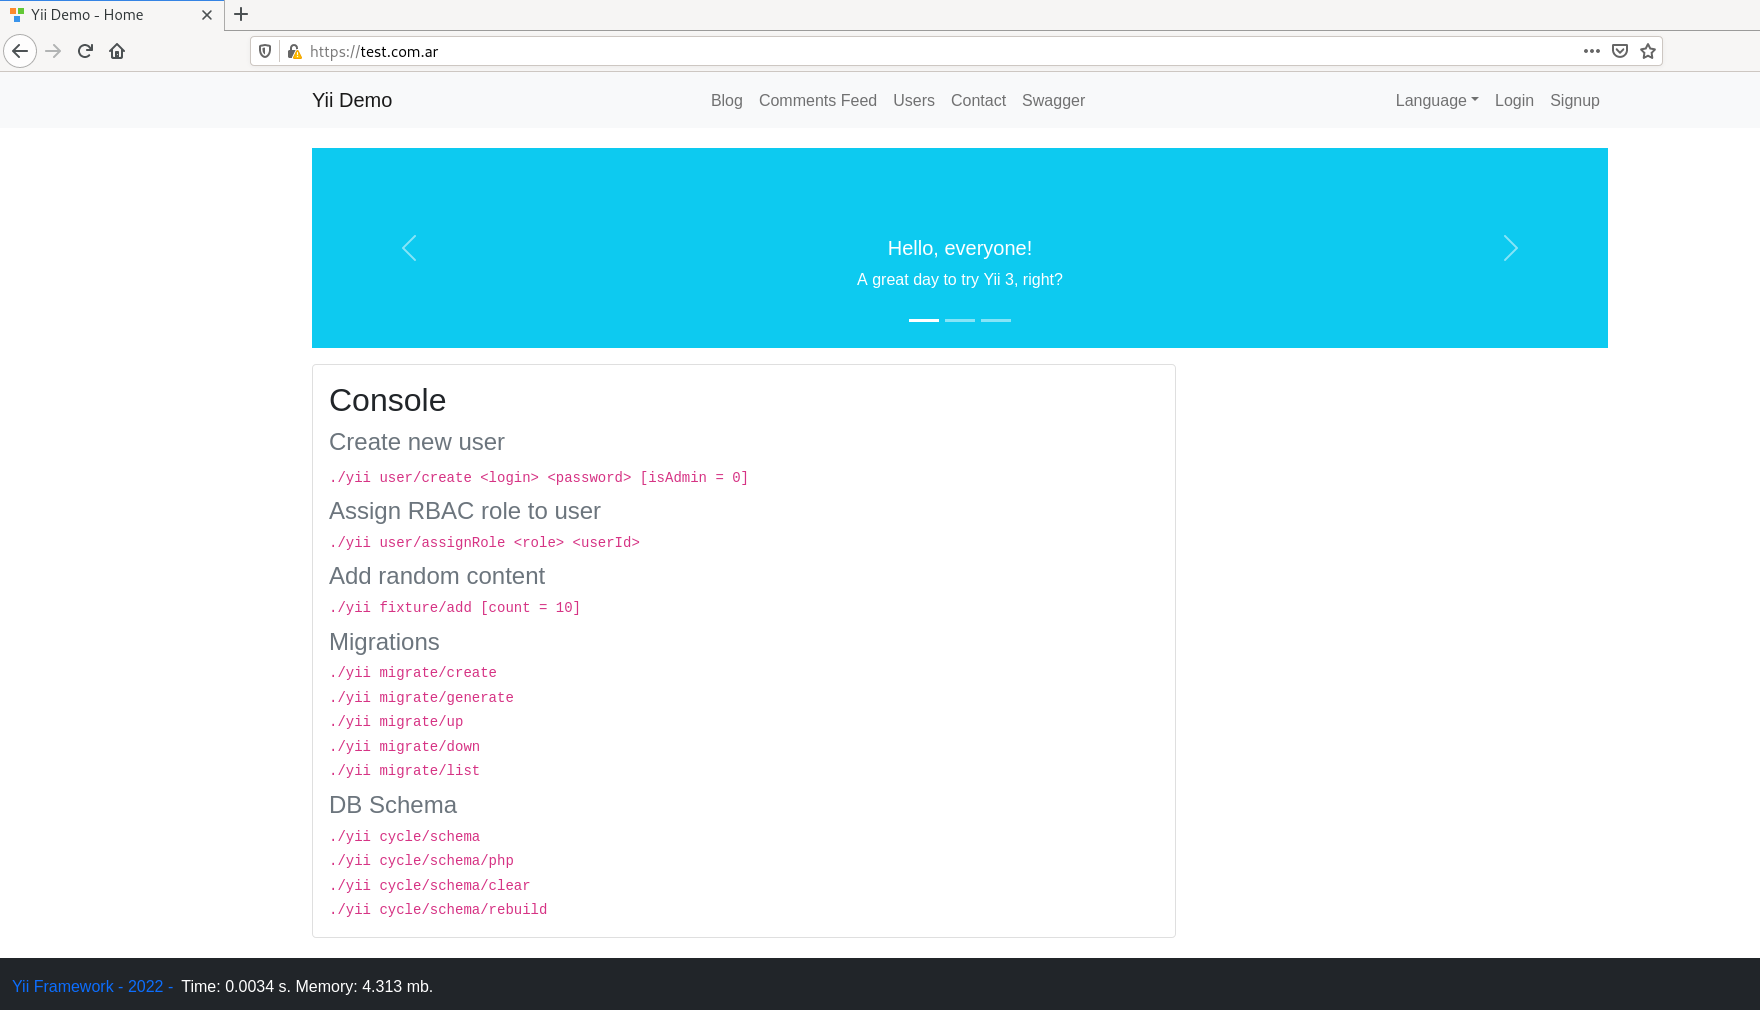 Yii Demo - Home
https://test.com.ar
Yii Demo Blog Comments Feed Users Contact Swagger Language Login Signup
Hello, everyone!
A great day to try Yii 3, right?
Console
Create new user
./yii user/create <login> <password> [isAdmin = 0]
Assign RBAC role to user
./yii user/assignRole <role> <userId>
Add random content
./yii fixture/add [count = 10]
Migrations
./yii migrate/create
./yii migrate/generate
./yii migrate/up
./yii migrate/down
./yii migrate/list
DB Schema
./yii cycle/schema
./yii cycle/schema/php
./yii cycle/schema/clear
./yii cycle/schema/rebuild
Yii Framework - 2022 - Time: 0.0034 s. Memory: 4.313 mb.